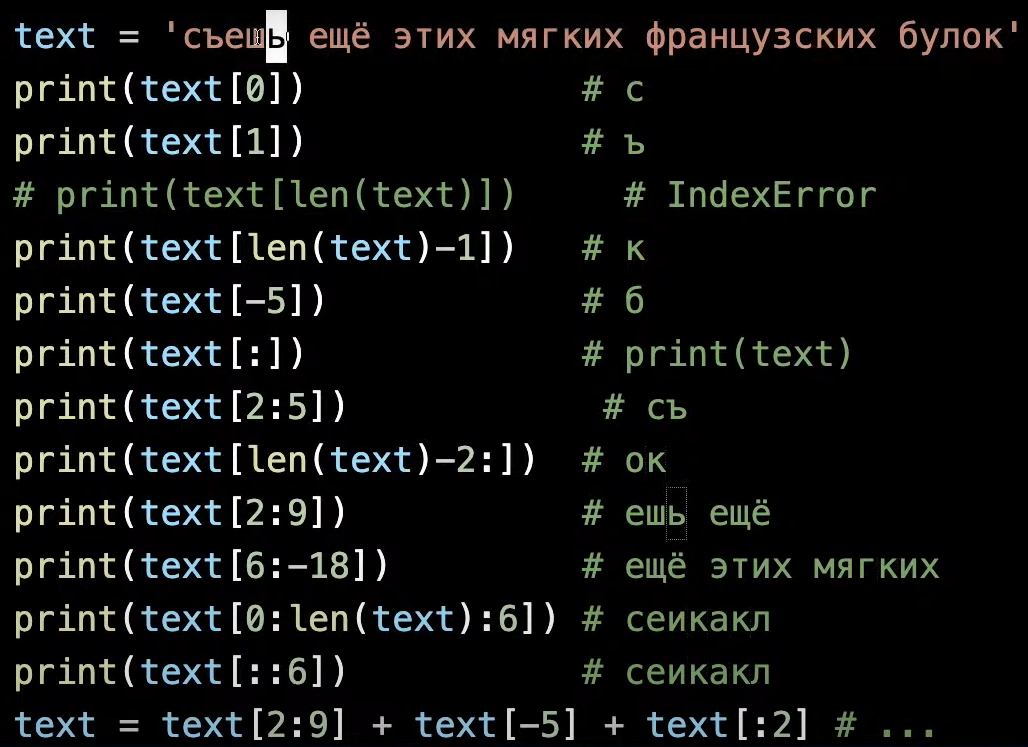 text = 'съешь ещё этих мягких французских булок'
print(text[0])             # с
print(text[1])             # ъ
# print(text[len(text)])     # IndexError
print(text[len(text)-1])   # к
print(text[-5])            # б
print(text[:])             # print(text)
print(text[2:5])            # съ
print(text[len(text)-2:])  # ок
print(text[2:9])           # ешь ещё
print(text[6:-18])         # ещё этих мягких
print(text[0:len(text):6]) # сеикакл
print(text[::6])           # сеикакл
text = text[2:9] + text[-5] + text[:2] # ...